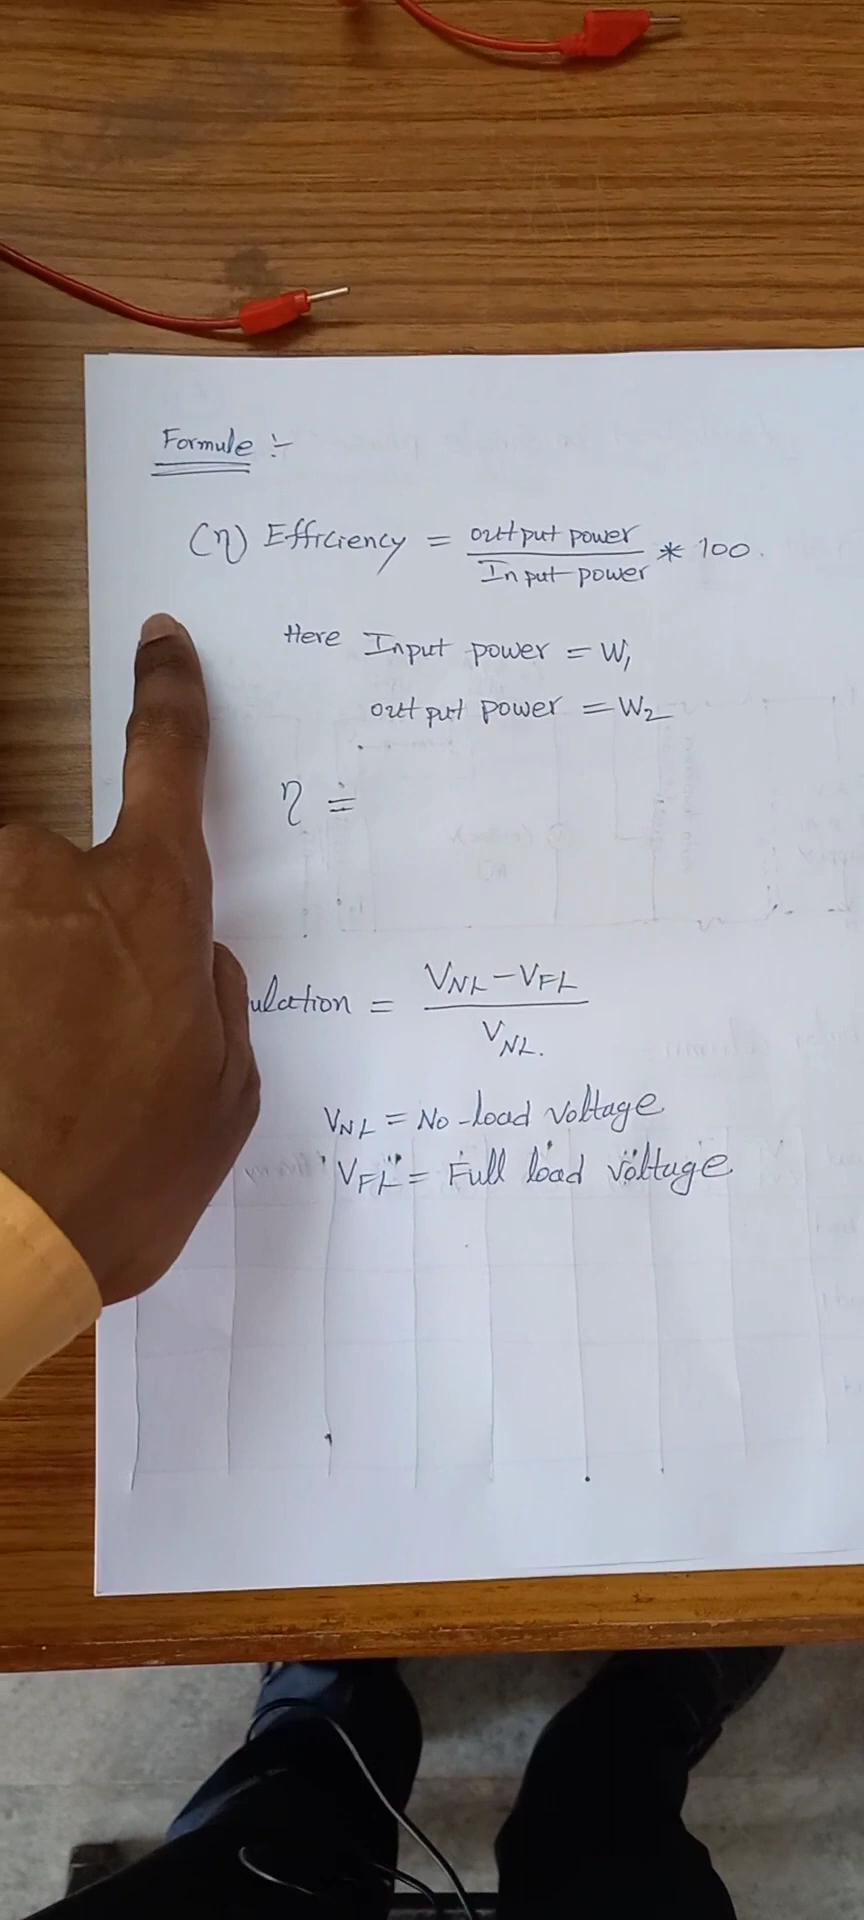 Formule :-
(η) Efficiency = output power / Input power * 100.
Here Input power = W1
output power = W2
η =
ulation = VNL - VFL / VNL.
VNL = No-load voltage
VFL = Full load voltage